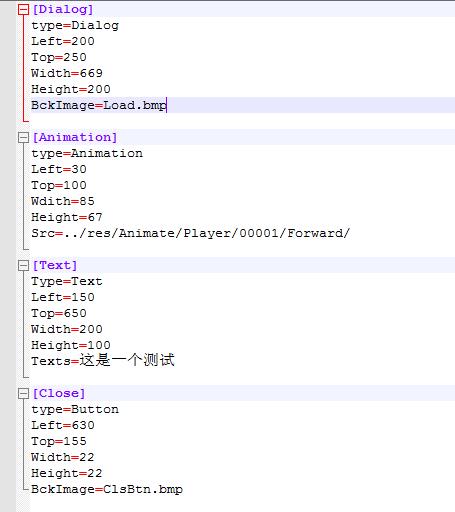 [Dialog]
type=Dialog
Left=200
Top=250
Width=669
Height=200
BckImage=Load.bmp
[Animation]
type=Animation
Left=30
Top=100
Wdith=85
Height=67
Src=../res/Animate/Player/00001/Forward/
[Text]
Type=Text
Left=150
Top=650
Width=200
Height=100
Texts=这是一个测试
[Close]
type=Button
Left=630
Top=155
Width=22
Height=22
BckImage=ClsBtn.bmp